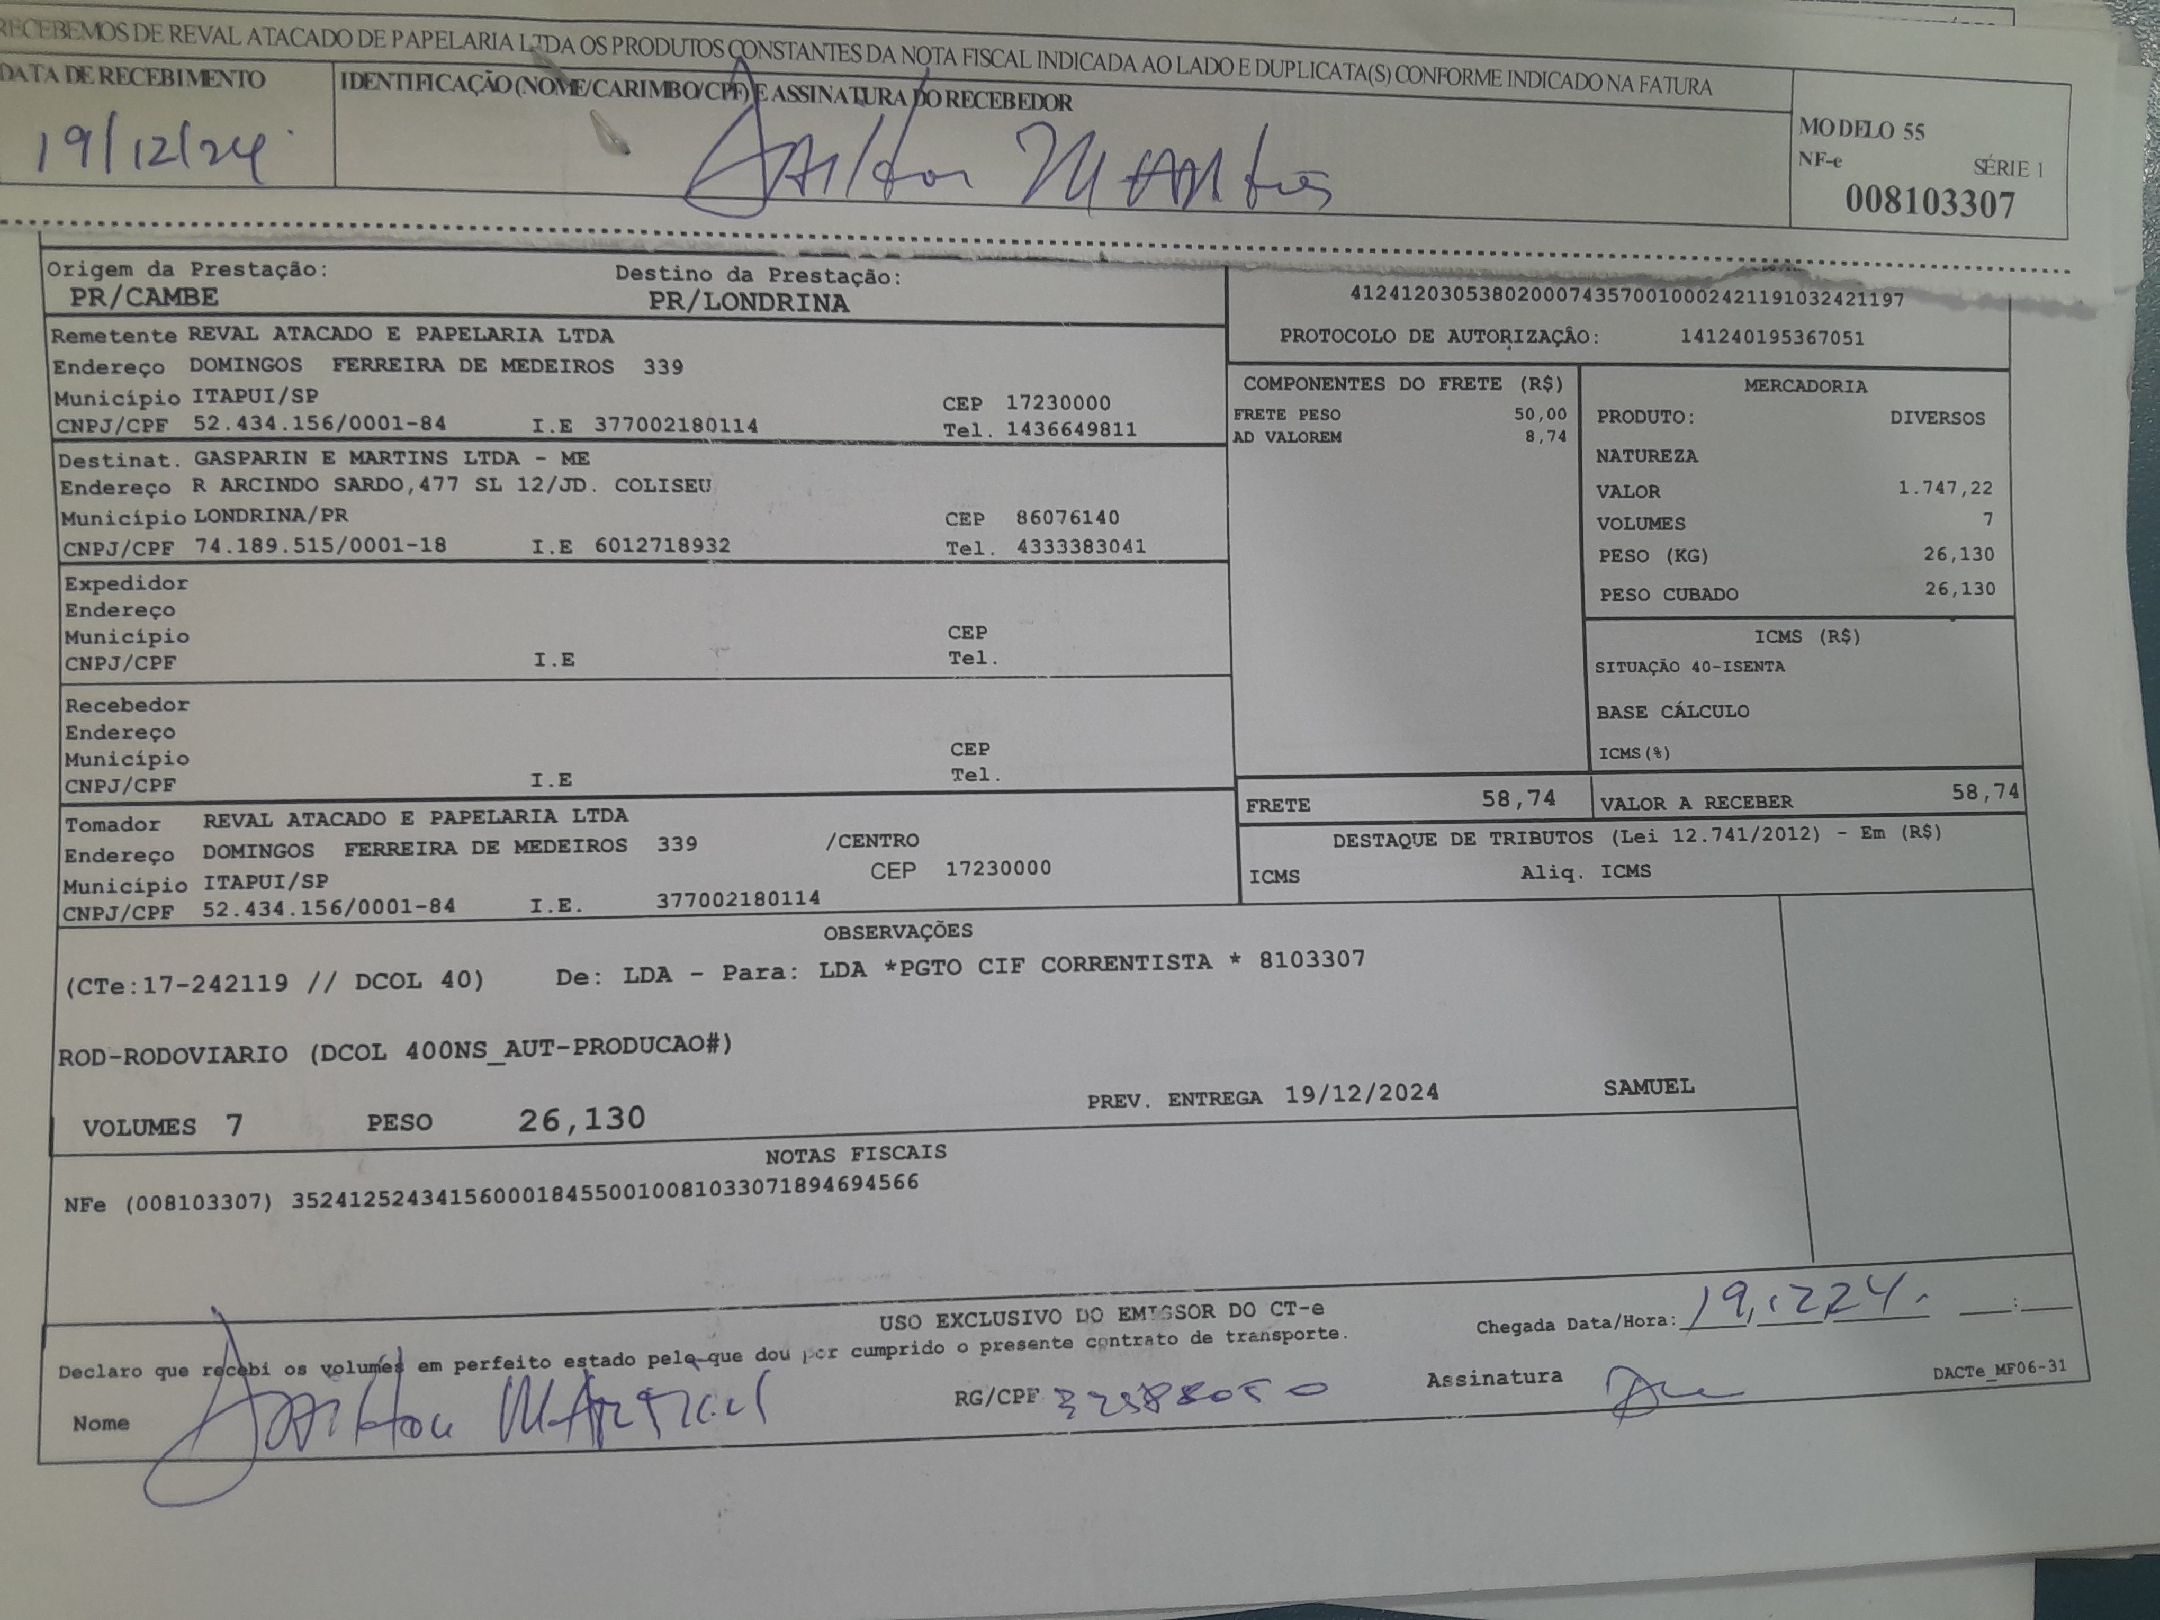 RECEBEMOS DE REVAL ATACADO DE PAPELARIA LTDA OS PRODUTOS CONSTANTES DA NOTA FISCAL INDICADA AO LADO E DUPLICATA(S) CONFORME INDICADO NA FATURA
DATA DE RECEBIMENTO
IDENTIFICAÇÃO (NOME/CARIMBO/CPF) E ASSINATURA DO RECEBEDOR
19/12/24
MODELO 55
NF-e SÉRIE 1
008103307
Origem da Prestação: Destino da Prestação:
PR/CAMBE PR/LONDRINA
41241203053802000743570010002421191032421197
PROTOCOLO DE AUTORIZAÇÃO: 141240195367051
Remetente REVAL ATACADO E PAPELARIA LTDA
Endereço DOMINGOS FERREIRA DE MEDEIROS 339
Município ITAPUI/SP CEP 17230000
CNPJ/CPF 52.434.156/0001-84 I.E 377002180114 Tel. 1436649811
Destinat. GASPARIN E MARTINS LTDA - ME
Endereço R ARCINDO SARDO,477 SL 12/JD. COLISEU
Município LONDRINA/PR CEP 86076140
CNPJ/CPF 74.189.515/0001-18 I.E 6012718932 Tel. 4333383041
Expedidor
Endereço
Município CEP
CNPJ/CPF I.E Tel.
Recebedor
Endereço
Município CEP
CNPJ/CPF I.E Tel.
Tomador REVAL ATACADO E PAPELARIA LTDA
Endereço DOMINGOS FERREIRA DE MEDEIROS 339 /CENTRO
Município ITAPUI/SP CEP 17230000
CNPJ/CPF 52.434.156/0001-84 I.E. 377002180114
COMPONENTES DO FRETE (R$)
FRETE PESO 50,00
AD VALOREM 8,74
MERCADORIA
PRODUTO: DIVERSOS
NATUREZA
VALOR 1.747,22
VOLUMES 7
PESO (KG) 26,130
PESO CUBADO 26,130
ICMS (R$)
SITUAÇÃO 40-ISENTA
BASE CÁLCULO
ICMS(%)
FRETE 58,74 VALOR A RECEBER 58,74
DESTAQUE DE TRIBUTOS (Lei 12.741/2012) - Em (R$)
ICMS Aliq. ICMS
OBSERVAÇÕES
(CTe:17-242119 // DCOL 40) De: LDA - Para: LDA *PGTO CIF CORRENTISTA * 8103307
ROD-RODOVIARIO (DCOL 400NS_AUT-PRODUCAO#)
VOLUMES 7 PESO 26,130 PREV. ENTREGA 19/12/2024 SAMUEL
NOTAS FISCAIS
NFe (008103307) 35241252434156000184550010081033071894694566
USO EXCLUSIVO DO EMISSOR DO CT-e
Declaro que recebi os volumes em perfeito estado pelo que dou por cumprido o presente contrato de transporte.
Chegada Data/Hora: 19,1224. __:__
Nome
RG/CPF
Assinatura
DACTe_MF06-31